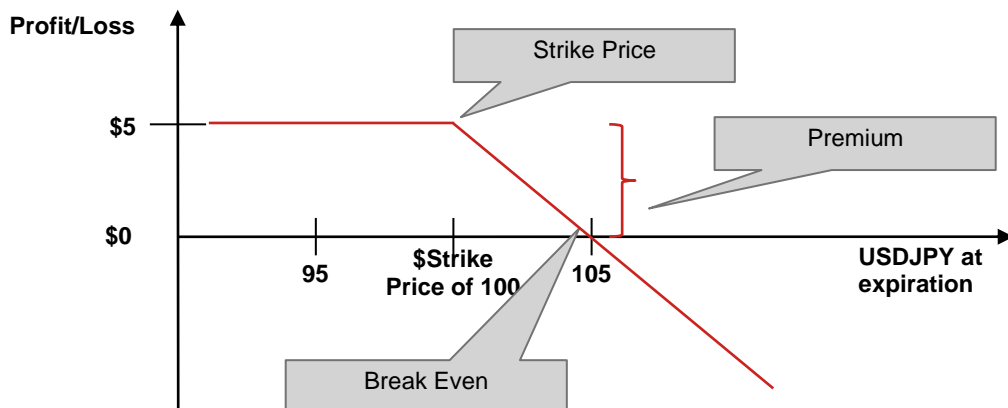 Profit/Loss
Strike Price
$5
Premium
$0
95
$Strike
Price of 100
105
USDJPY at
expiration
Break Even